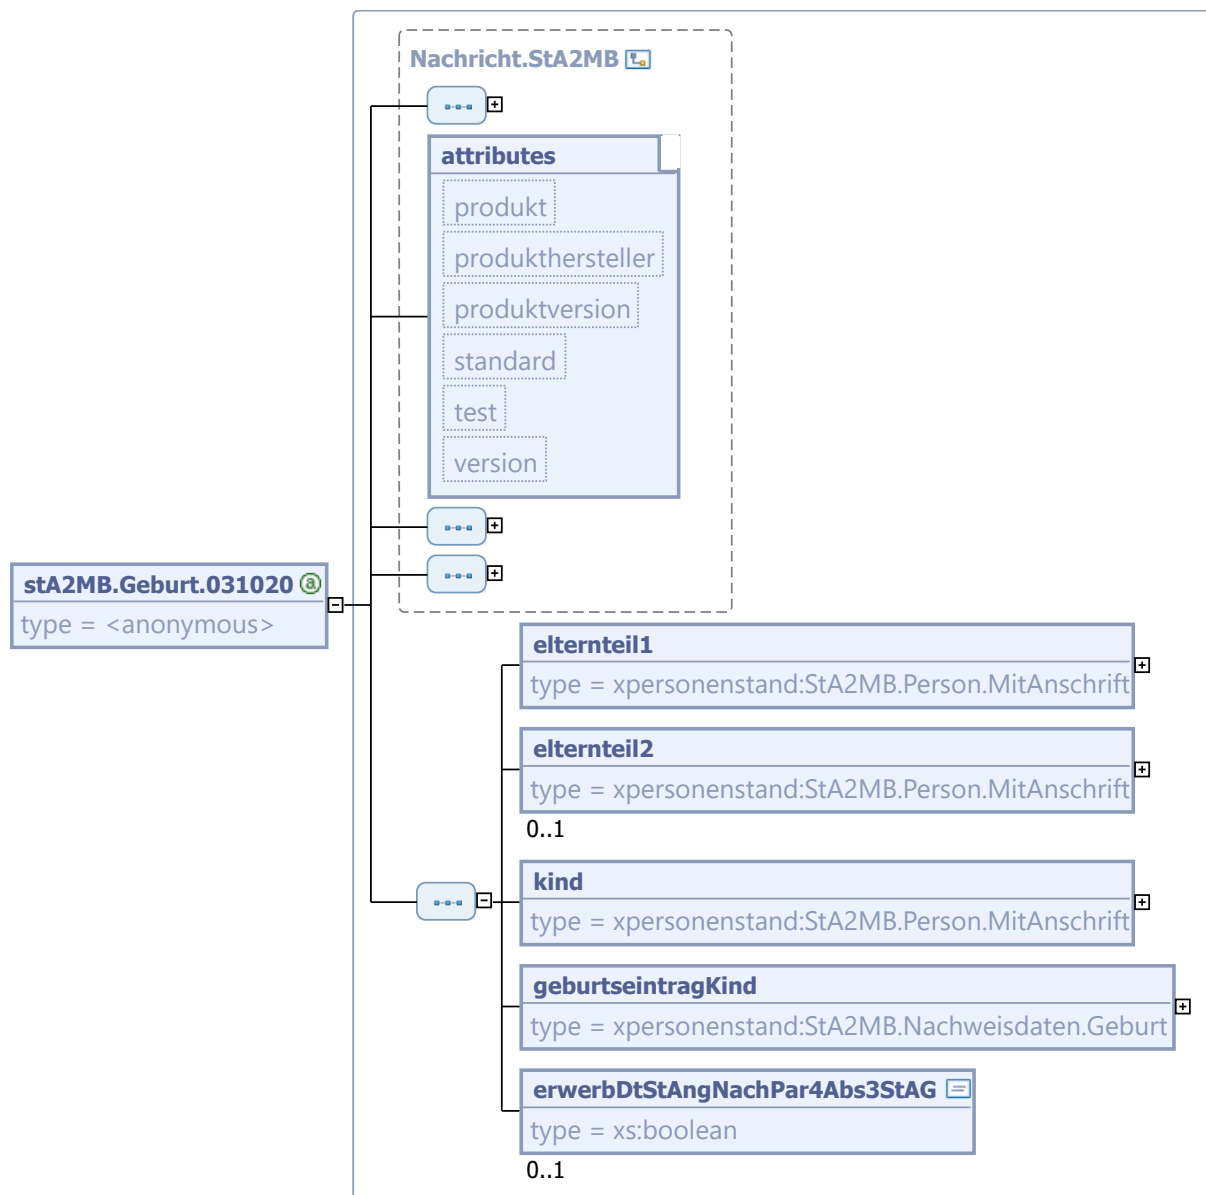 Nachricht.StA2MB
attributes
produkt
produkthersteller
produktversion
standard
test
version
stA2MB.Geburt.031020
type = <anonymous>
elternteil1
type = xpersonenstand:StA2MB.Person.MitAnschrift
elternteil2
type = xpersonenstand:StA2MB.Person.MitAnschrift
0..1
kind
type = xpersonenstand:StA2MB.Person.MitAnschrift
geburtseintragKind
type = xpersonenstand:StA2MB.Nachweisdaten.Geburt
erwerbDtStAngNachPar4Abs3StAG
type = xs:boolean
0..1